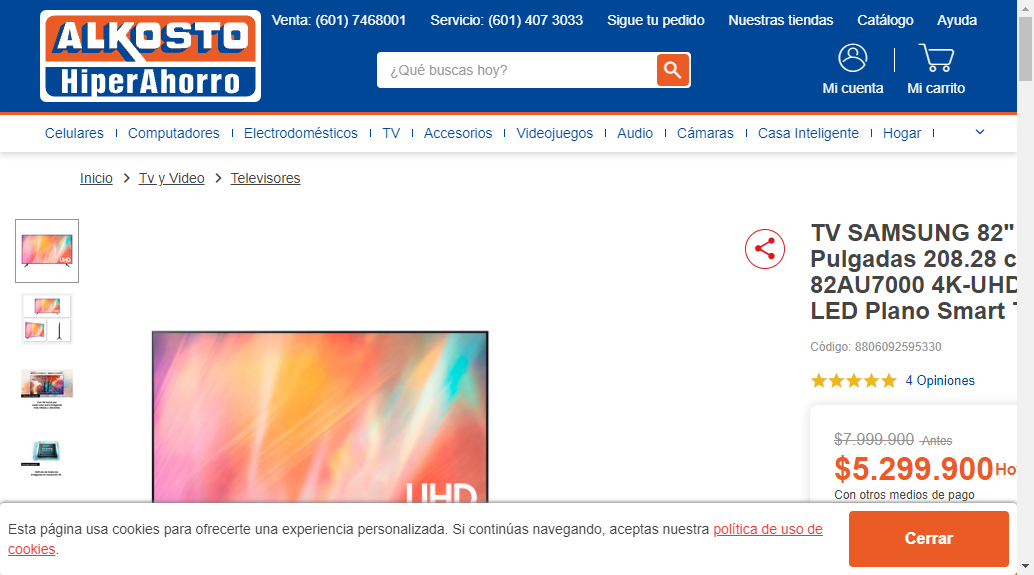 ALKOSTO
HiperAhorro
Venta: (601) 7468001 Servicio: (601) 407 3033 Sigue tu pedido Nuestras tiendas Catálogo Ayuda
¿Qué buscas hoy?
Mi cuenta Mi carrito
Celulares Computadores Electrodomésticos TV Accesorios Videojuegos Audio Cámaras Casa Inteligente Hogar
Inicio > Tv y Video > Televisores
TV SAMSUNG 82"
Pulgadas 208.28 c
82AU7000 4K-UHD
LED Plano Smart T
Código: 8806092595330
4 Opiniones
$7.999.900 Antes
$5.299.900 Ho
Con otros medios de pago
UHD
UHD
Esta página usa cookies para ofrecerte una experiencia personalizada. Si continúas navegando, aceptas nuestra política de uso de
cookies.
Cerrar